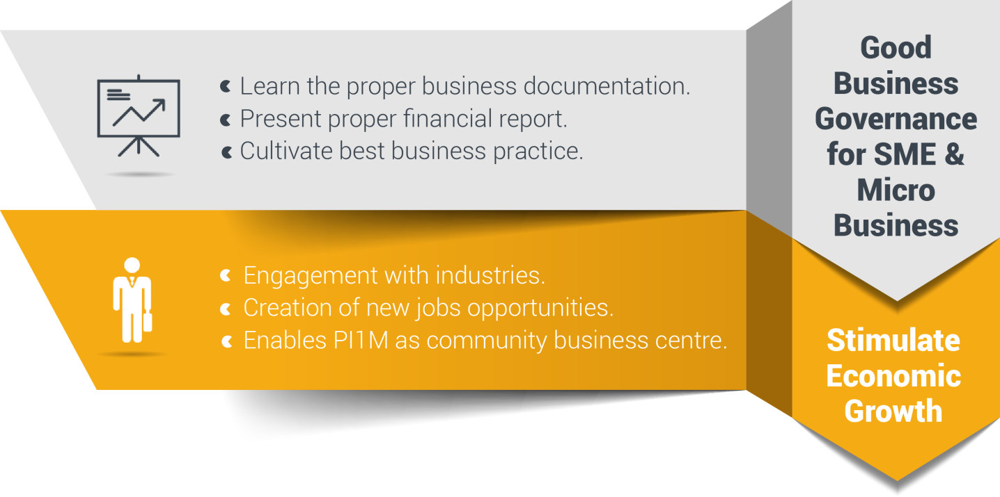 Learn the proper business documentation.
Present proper financial report.
Cultivate best business practice.
Good
Business
Governance
for SME &
Micro
Business
Engagement with industries.
Creation of new jobs opportunities.
Enables PI1M as community business centre.
Stimulate
Economic
Growth